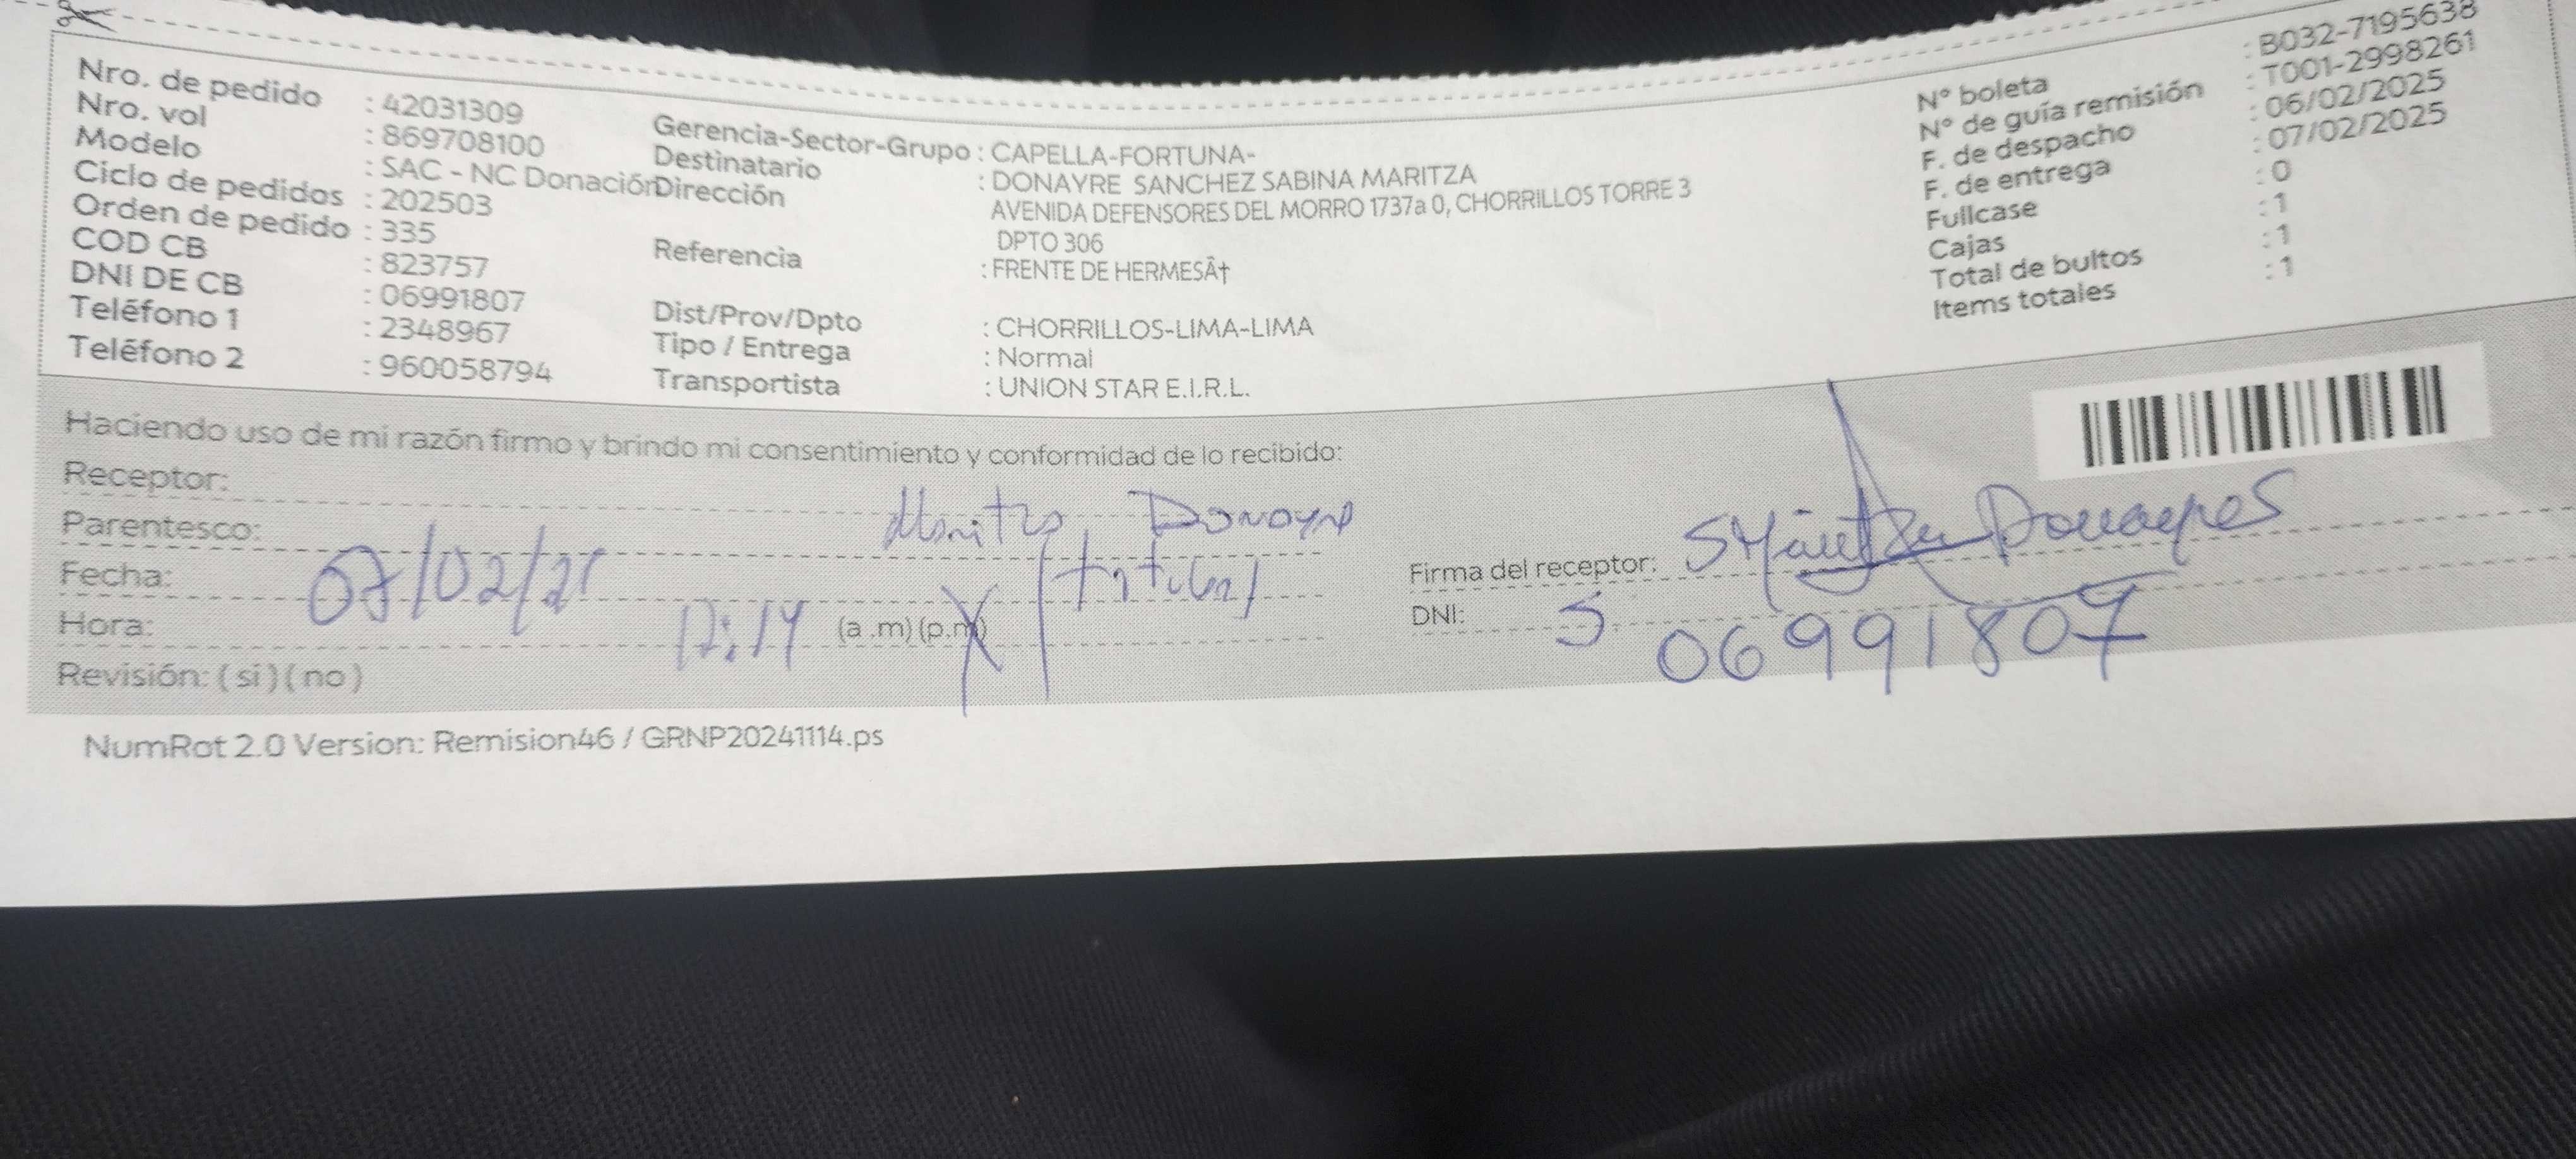 Nro. de pedido : 42031309
Nro. vol : 869708100
Modelo : SAC - NC Donación
Ciclo de pedidos : 202503
Orden de pedido : 335
COD CB : 823757
DNI DE CB : 06991807
Teléfono 1 : 2348967
Teléfono 2 : 960058794
Gerencia-Sector-Grupo : CAPELLA-FORTUNA-
Destinatario : DONAYRE SANCHEZ SABINA MARITZA
Dirección AVENIDA DEFENSORES DEL MORRO 1737a 0, CHORRILLOS TORRE 3
DPTO 306
Referencia : FRENTE DE HERMESÂ†
Dist/Prov/Dpto : CHORRILLOS-LIMA-LIMA
Tipo / Entrega : Normal
Transportista : UNION STAR E.I.R.L.
N° boleta : B032-7195638
N° de guía remisión : T001-2998261
F. de despacho : 06/02/2025
F. de entrega : 07/02/2025
Fullcase : 0
Cajas : 1
Total de bultos : 1
Items totales : 1
Haciendo uso de mi razón firmo y brindo mi consentimiento y conformidad de lo recibido:
Receptor: Maritza Donayre
Parentesco: titular
Fecha: 07/02/25
Hora: 12:14 (a.m) (p.m)
Revisión: ( si ) ( no )
Firma del receptor: S Maritza Donayre S
DNI: 06991807
NumRot 2.0 Version: Remision46 / GRNP20241114.ps